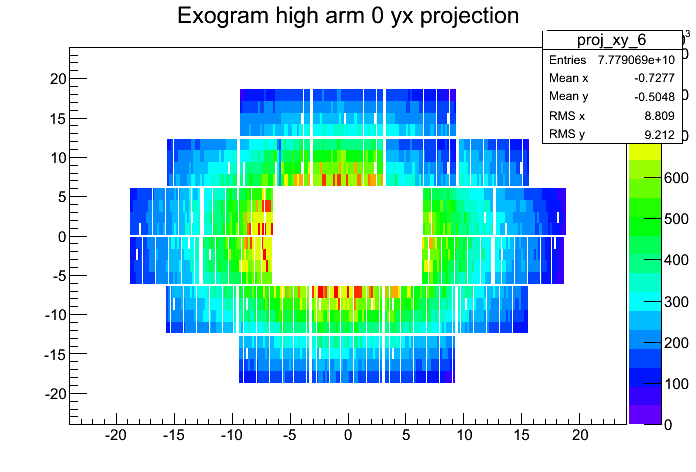 Exogram high arm 0 yx projection
proj_xy_6
Entries 7.779069e+10
Mean x -0.7277
Mean y -0.5048
RMS x 8.809
RMS y 9.212
20
15
10
5
0
-5
-10
-15
-20
-20 -15 -10 -5 0 5 10 15 20
600
500
400
300
200
100
0